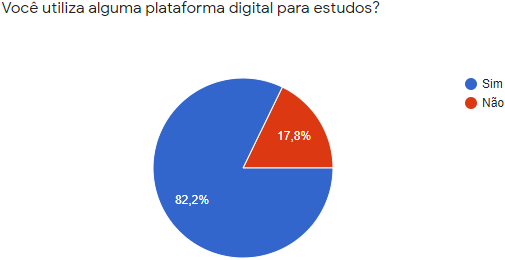 Você utiliza alguma plataforma digital para estudos?
Sim
Não
17,8%
82,2%